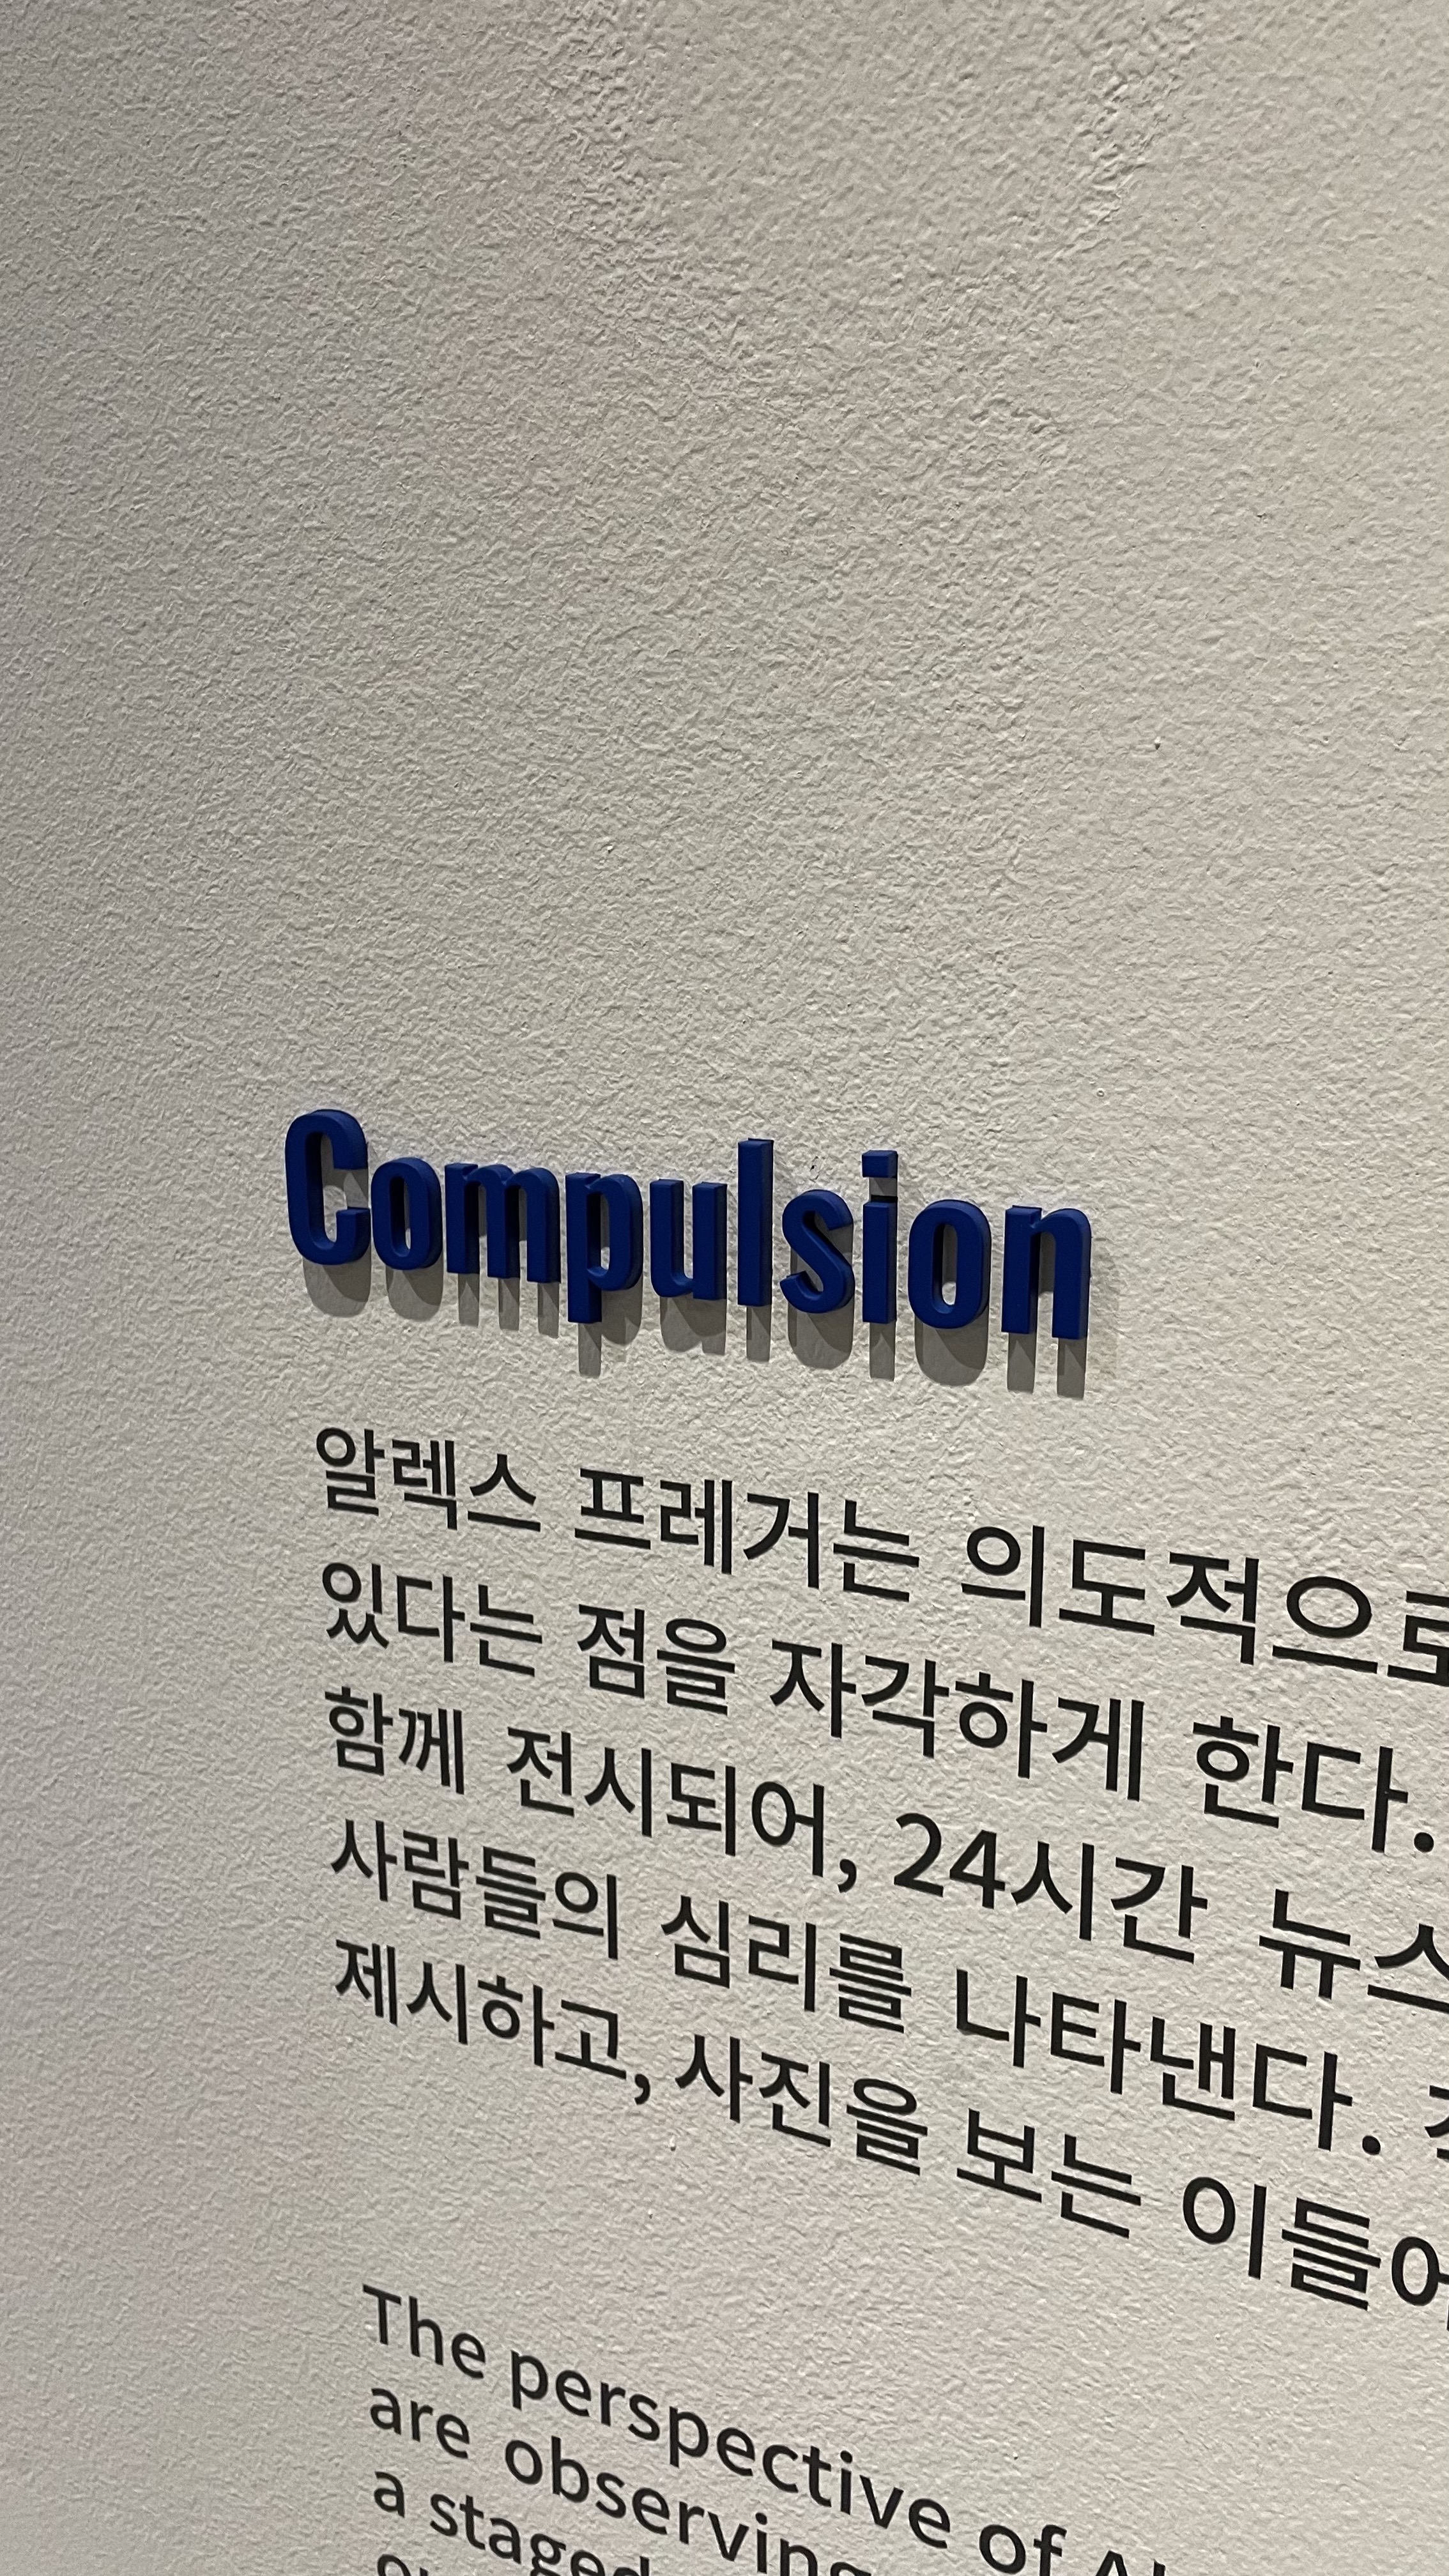 Compulsion
알렉스 프레거는 의도적으로
있다는 점을 자각하게 한다.
함께 전시되어, 24시간 뉴스
사람들의 심리를 나타낸다.
제시하고, 사진을 보는 이들에
The perspective of
are observing
a staged